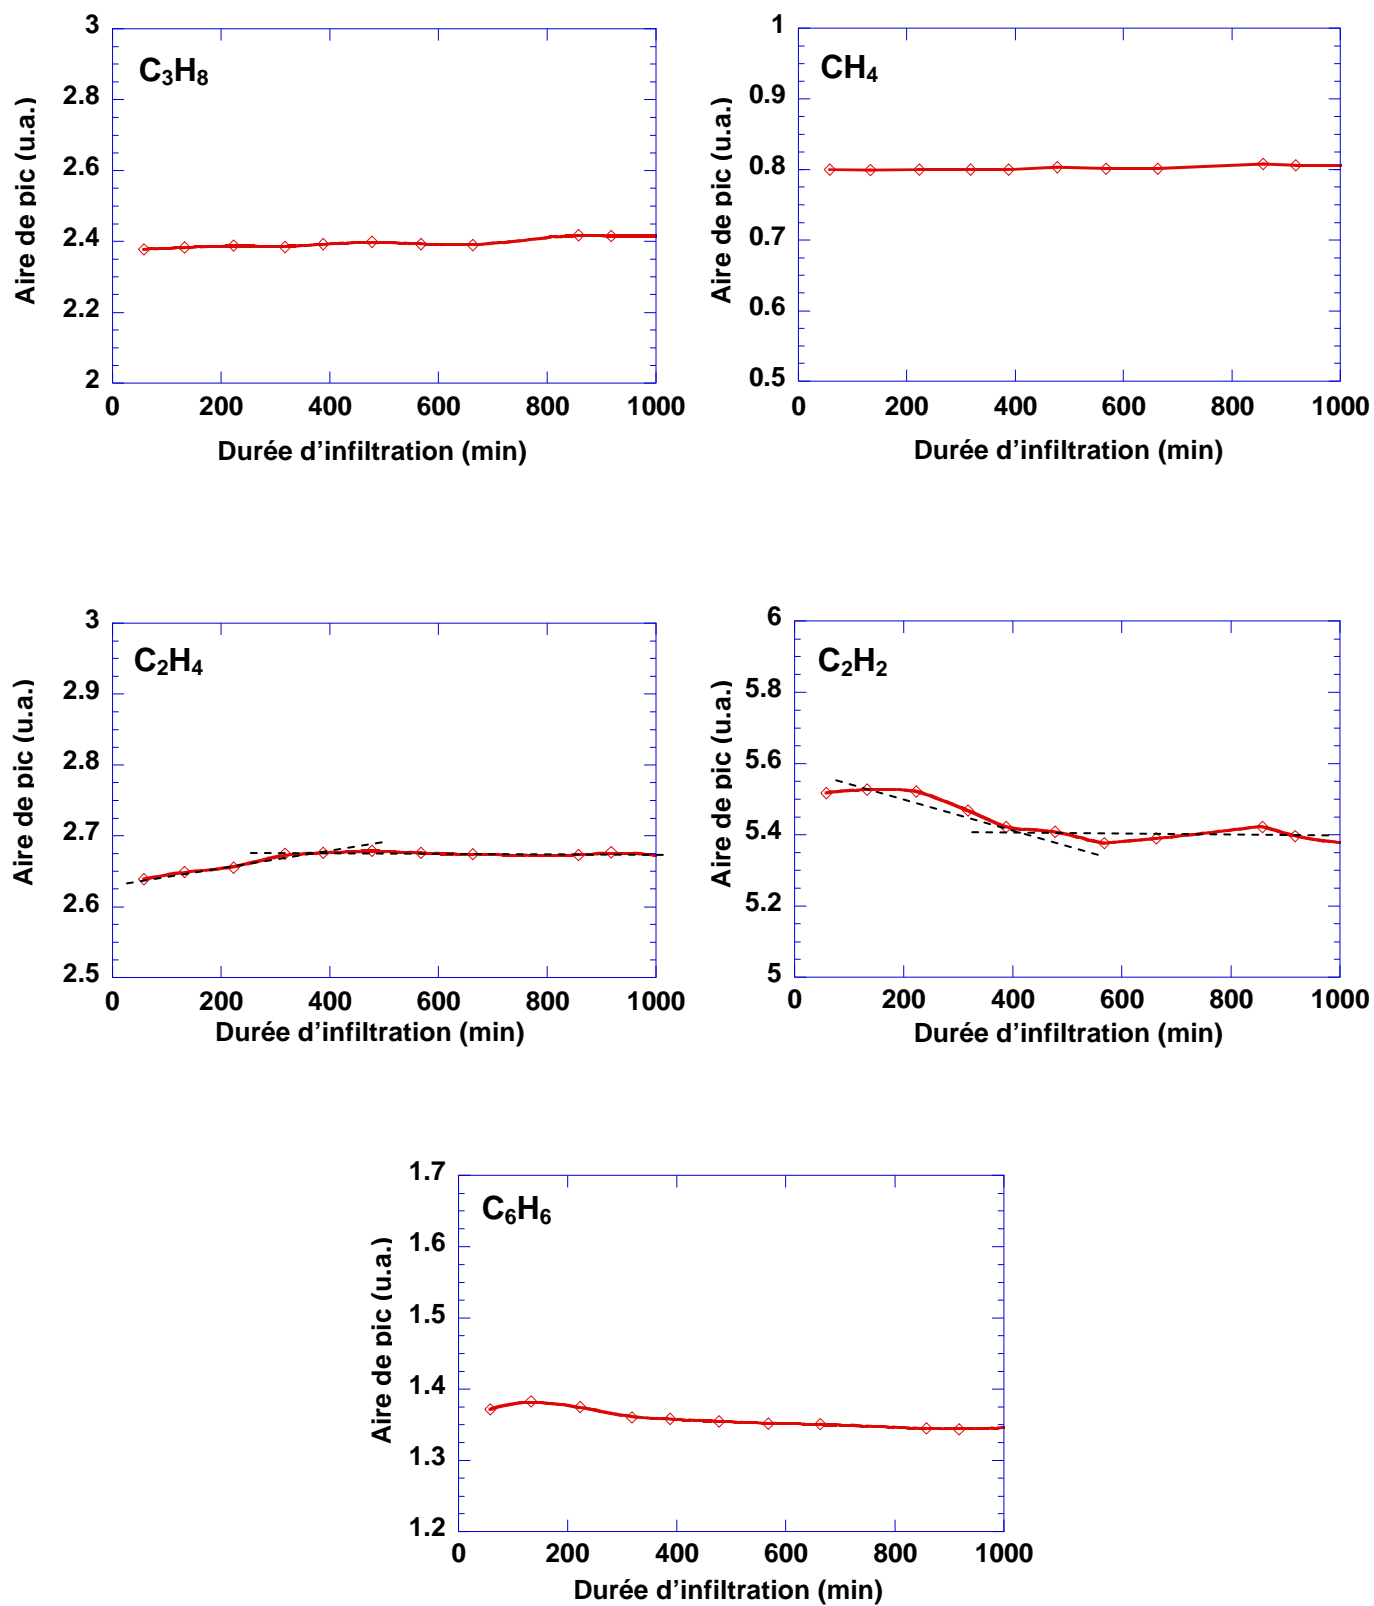 C3H8
Aire de pic (u.a.)
3
2.8
2.6
2.4
2.2
2
0 200 400 600 800 1000
Durée d’infiltration (min)
CH4
Aire de pic (u.a.)
1
0.9
0.8
0.7
0.6
0.5
0 200 400 600 800 1000
Durée d’infiltration (min)
C2H4
Aire de pic (u.a.)
3
2.9
2.8
2.7
2.6
2.5
0 200 400 600 800 1000
Durée d’infiltration (min)
C2H2
Aire de pic (u.a.)
6
5.8
5.6
5.4
5.2
5
0 200 400 600 800 1000
Durée d’infiltration (min)
C6H6
Aire de pic (u.a.)
1.7
1.6
1.5
1.4
1.3
1.2
0 200 400 600 800 1000
Durée d’infiltration (min)